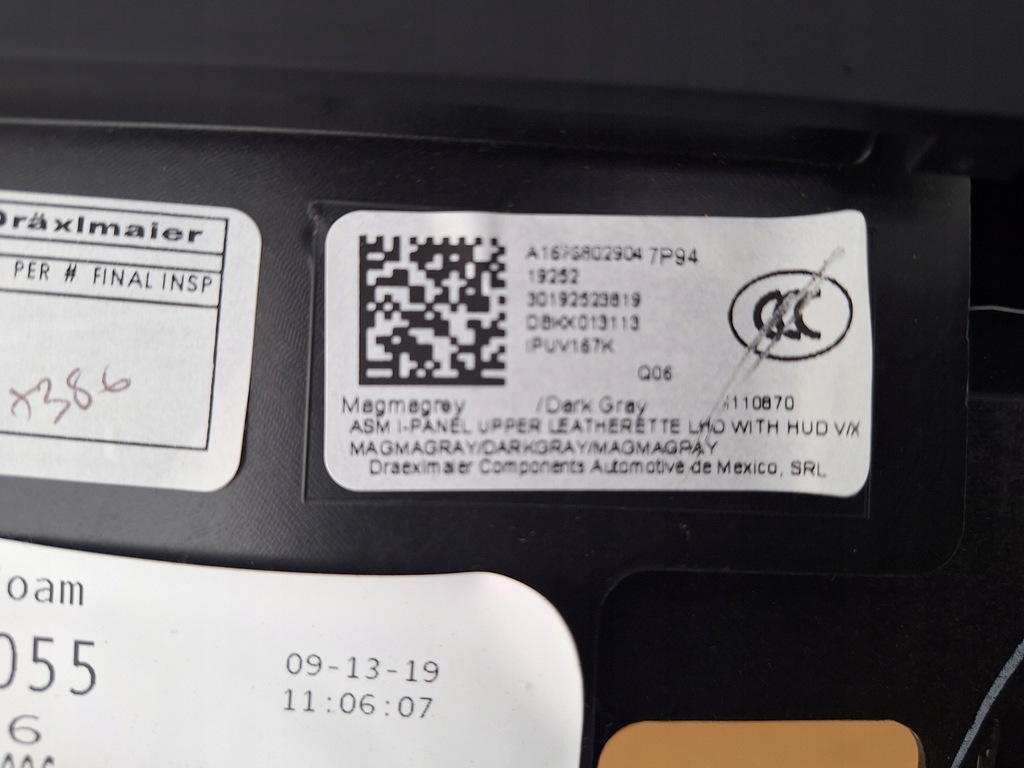 Dräxlmaier
PER # FINAL INSP
x386
A1676802904 7P94
19252
30192523819
DBKX013113
IPUV167K
Q06
CCC
Magmagrey /Dark Gray 110870
ASM I-PANEL UPPER LEATHERETTE LHD WITH HUD V/X
MAGMAGRAY/DARKGRAY/MAGMAGRAY
Draexlmaier Components Automotive de Mexico, SRL
oam
055
09-13-19
6
11:06:07